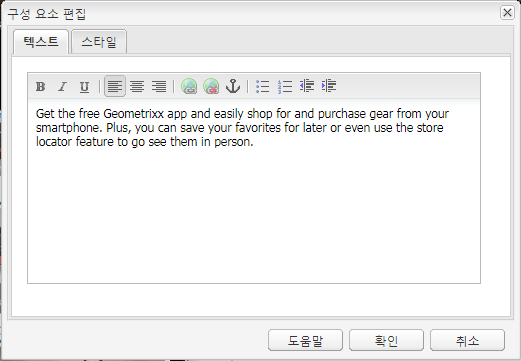 구성 요소 편집
텍스트 스타일
B I U
Get the free Geometrixx app and easily shop for and purchase gear from your
smartphone. Plus, you can save your favorites for later or even use the store
locator feature to go see them in person.
도움말 확인 취소